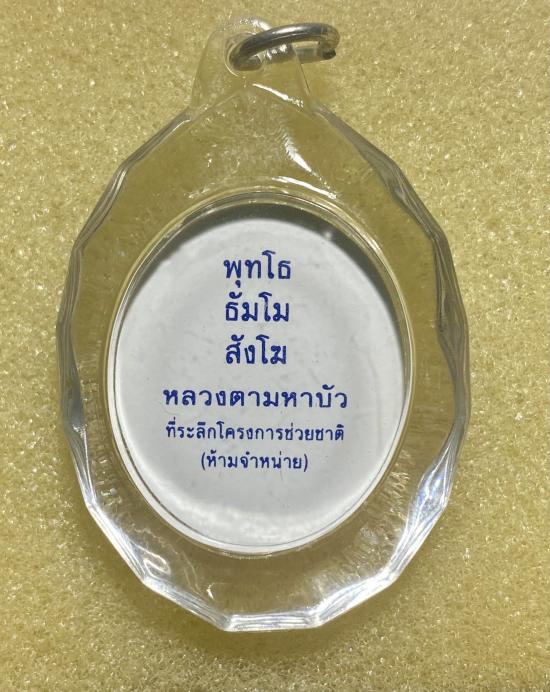 พุทโธ
ธัมโม
สังโฆ
หลวงตามหาบัว
ที่ระลึกโครงการช่วยชาติ
(ห้ามจำหน่าย)